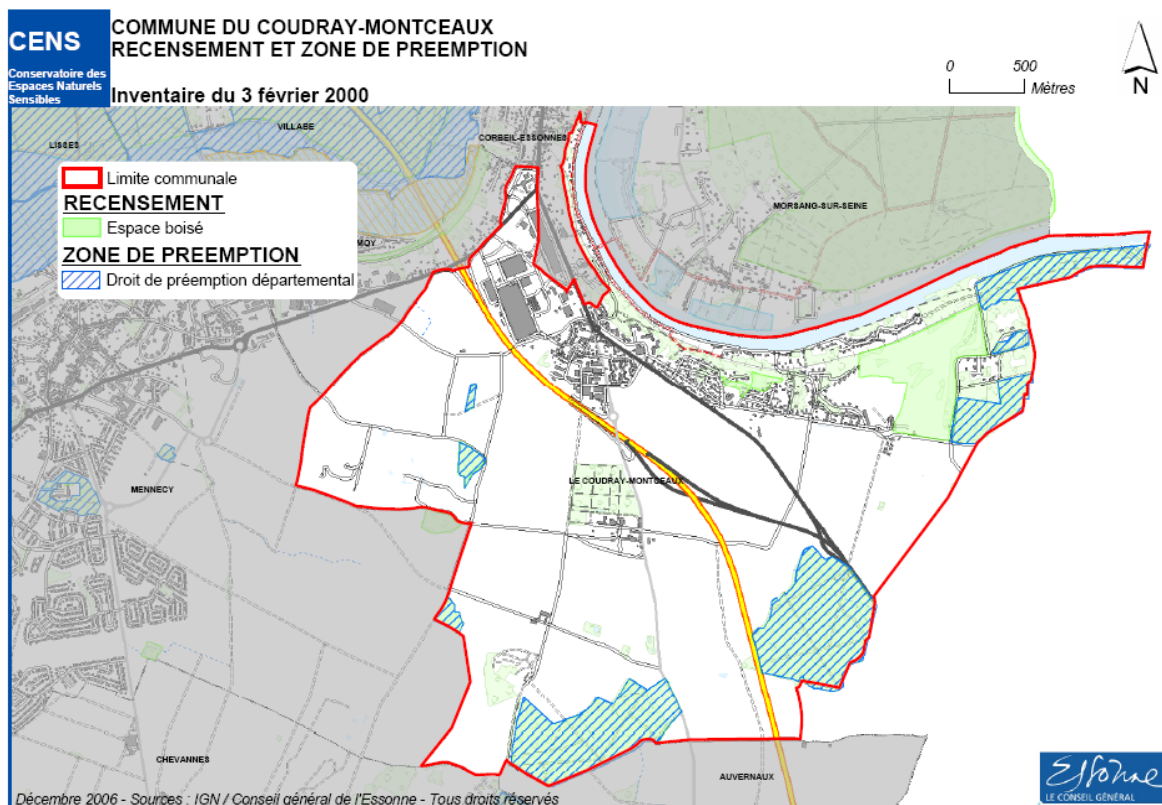 CENS
Conservatoire des
Espaces Naturels
Sensibles
COMMUNE DU COUDRAY-MONTCEAUX
RECENSEMENT ET ZONE DE PREEMPTION
Inventaire du 3 février 2000
0 500
Mètres
N
LISSES
VILLABE
CORBEIL-ESSONNES
MORSANG-SUR-SEINE
Limite communale
RECENSEMENT
Espace boisé
ZONE DE PREEMPTION
Droit de préemption départemental
MOY
MENNECY
LE COUDRAY-MONTCEAUX
CHEVANNES
AUVERNAUX
Décembre 2006 - Sources : IGN / Conseil général de l'Essonne - Tous droits réservés
Essonne
LE CONSEIL GÉNÉRAL